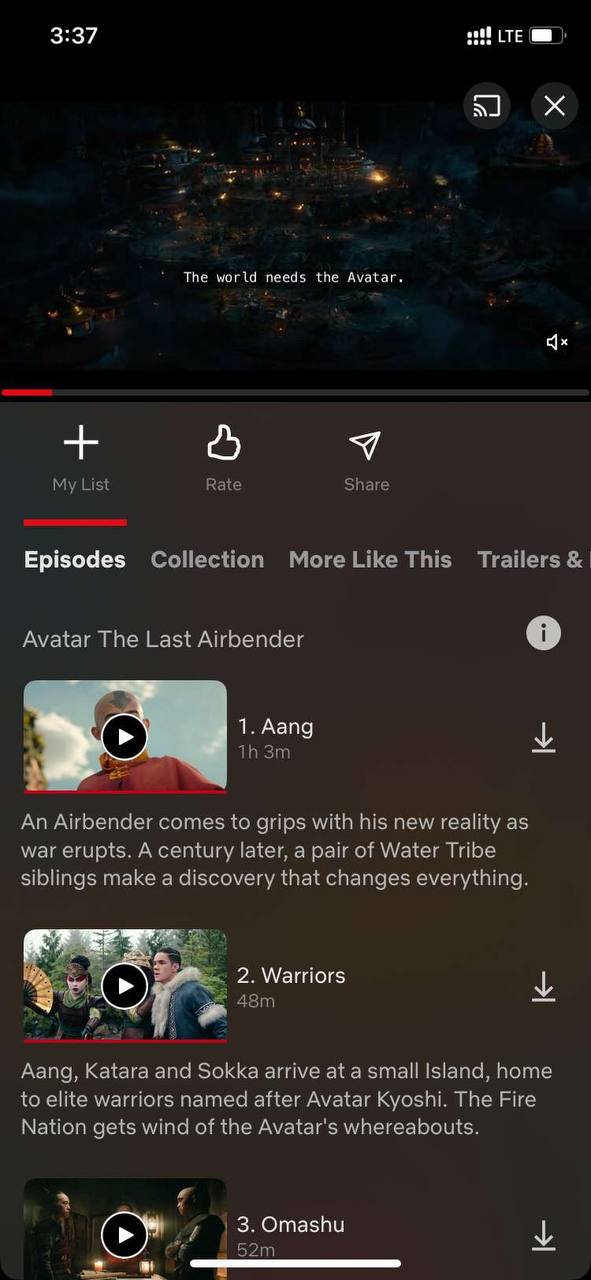 3:37
LTE
The world needs the Avatar.
My List
Rate
Share
Episodes
Collection
More Like This
Trailers &
Avatar The Last Airbender
1. Aang
1h 3m
An Airbender comes to grips with his new reality as
war erupts. A century later, a pair of Water Tribe
siblings make a discovery that changes everything.
2. Warriors
48m
Aang, Katara and Sokka arrive at a small Island, home
to elite warriors named after Avatar Kyoshi. The Fire
Nation gets wind of the Avatar's whereabouts.
3. Omashu
52m